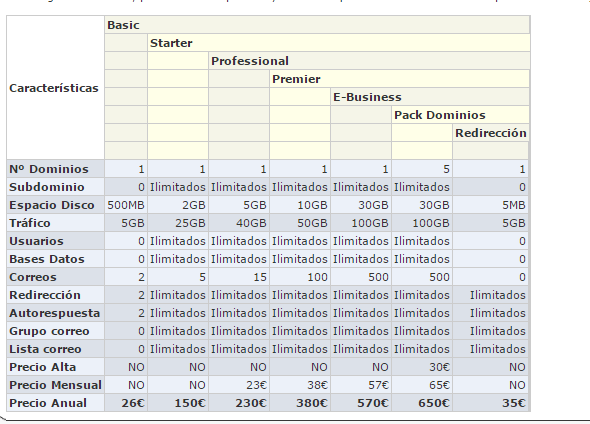 Basic
Starter
Professional
Premier
E-Business
Pack Dominios
Redirección
Características
Nº Dominios 1 1 1 1 1 5 1
Subdominio 0 Ilimitados Ilimitados Ilimitados Ilimitados Ilimitados 0
Espacio Disco 500MB 2GB 5GB 10GB 30GB 30GB 5MB
Tráfico 5GB 25GB 40GB 50GB 100GB 100GB 5GB
Usuarios 0 Ilimitados Ilimitados Ilimitados Ilimitados Ilimitados 0
Bases Datos 0 Ilimitados Ilimitados Ilimitados Ilimitados Ilimitados 0
Correos 2 5 15 100 500 500 0
Redirección 2 Ilimitados Ilimitados Ilimitados Ilimitados Ilimitados Ilimitados
Autorespuesta 2 Ilimitados Ilimitados Ilimitados Ilimitados Ilimitados Ilimitados
Grupo correo 0 Ilimitados Ilimitados Ilimitados Ilimitados Ilimitados Ilimitados
Lista correo 0 Ilimitados Ilimitados Ilimitados Ilimitados Ilimitados Ilimitados
Precio Alta NO NO NO NO NO 30€ NO
Precio Mensual NO NO 23€ 38€ 57€ 65€ NO
Precio Anual 26€ 150€ 230€ 380€ 570€ 650€ 35€